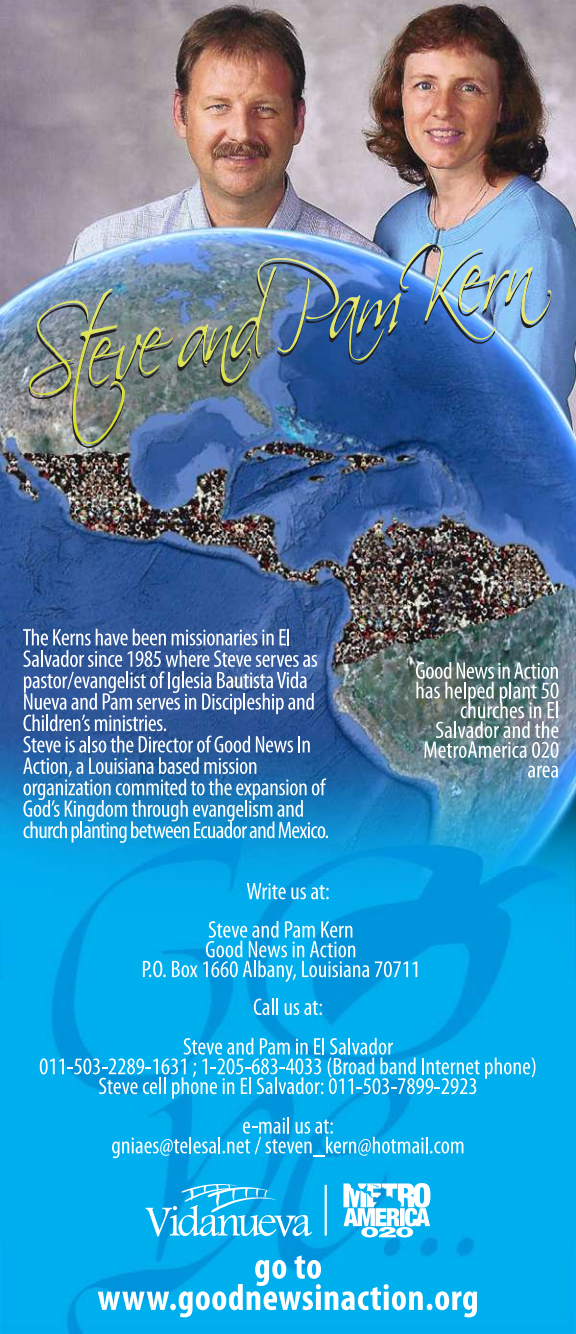 Steve and Pam Kern
The Kerns have been missionaries in El
Salvador since 1985 where Steve serves as
pastor/evangelist of Iglesia Bautista Vida
Nueva and Pam serves in Discipleship and
Children's ministries.
Steve is also the Director of Good News In
Action, a Louisiana based mission
organization commited to the expansion of
God's Kingdom through evangelism and
church planting between Ecuador and Mexico.
Good News in Action
has helped plant 50
churches in El
Salvador and the
MetroAmerica 020
area
Write us at:
Steve and Pam Kern
Good News in Action
P.O. Box 1660 Albany, Louisiana 70711
Call us at:
Steve and Pam in El Salvador
011-503-2289-1631 ; 1-205-683-4033 (Broad band Internet phone)
Steve cell phone in El Salvador: 011-503-7899-2923
e-mail us at:
gniaes@telesal.net / steven_kern@hotmail.com
Vidanueva
METRO
AMERICA
020
go to
www.goodnewsinaction.org